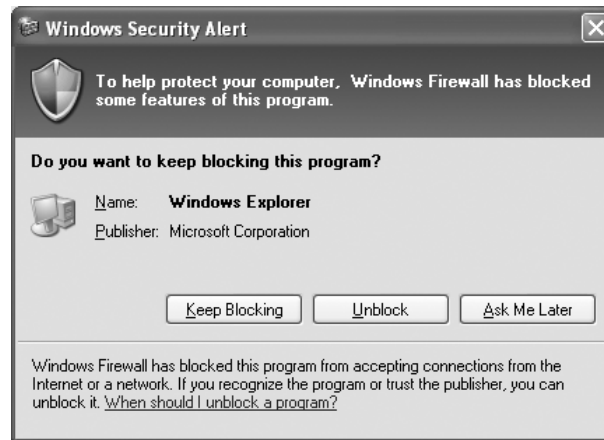 Windows Security Alert
To help protect your computer, Windows Firewall has blocked
some features of this program.
Do you want to keep blocking this program?
Name: Windows Explorer
Publisher: Microsoft Corporation
Keep Blocking Unblock Ask Me Later
Windows Firewall has blocked this program from accepting connections from the
Internet or a network. If you recognize the program or trust the publisher, you can
unblock it. When should I unblock a program?